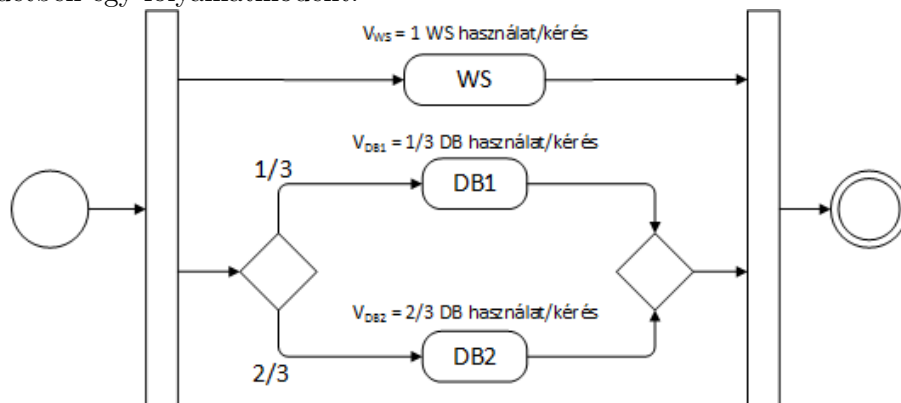 V_WS = 1 WS használat/kérés
WS
V_DB1 = 1/3 DB használat/kérés
1/3
DB1
V_DB2 = 2/3 DB használat/kérés
DB2
2/3